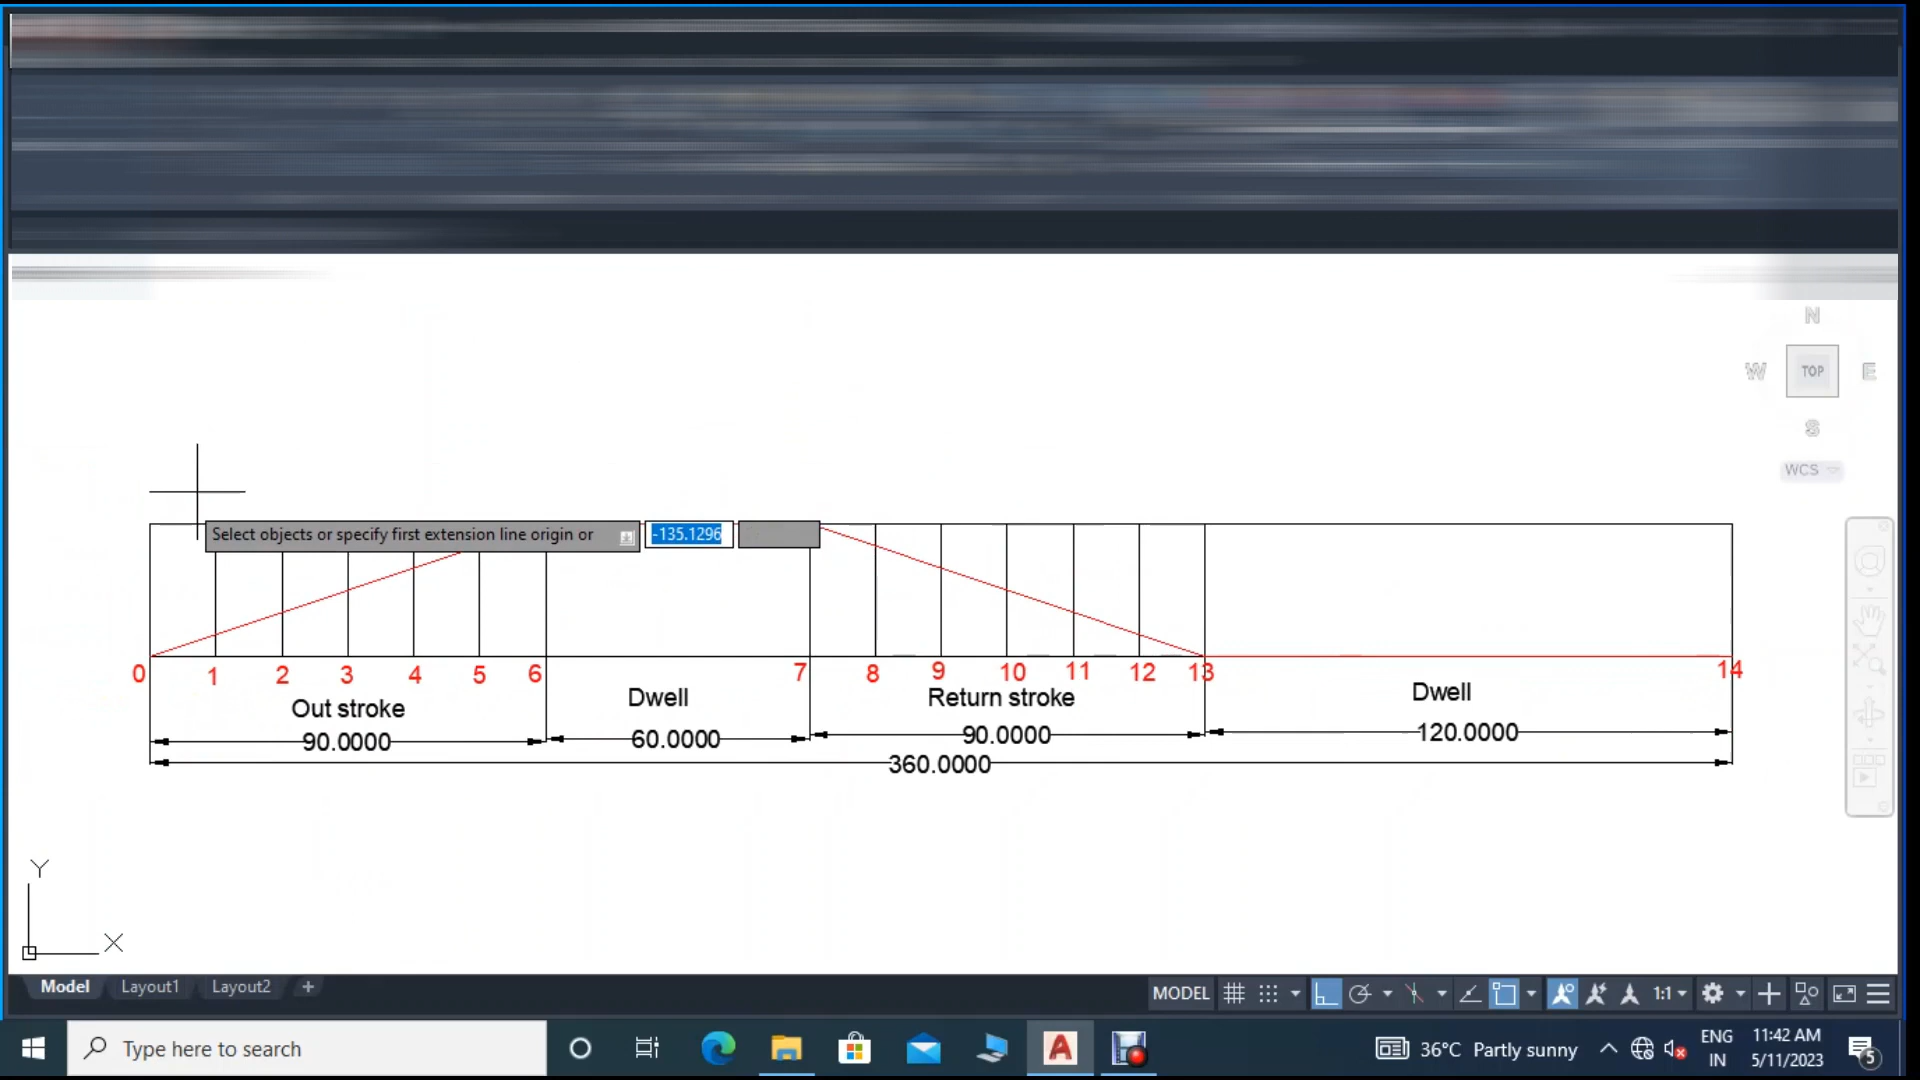 N
W TOP E
S
WCS
Select objects or specify first extension line origin or -135.1296
0 1 2 3 4 5 6 7 8 9 10 11 12 13 14
Out stroke Dwell Return stroke Dwell
90.0000 60.0000 90.0000 120.0000
360.0000
Y
X
Model Layout1 Layout2 +
MODEL 1:1
Type here to search
A
36°C Partly sunny
ENG
IN
11:42 AM
5/11/2023
5